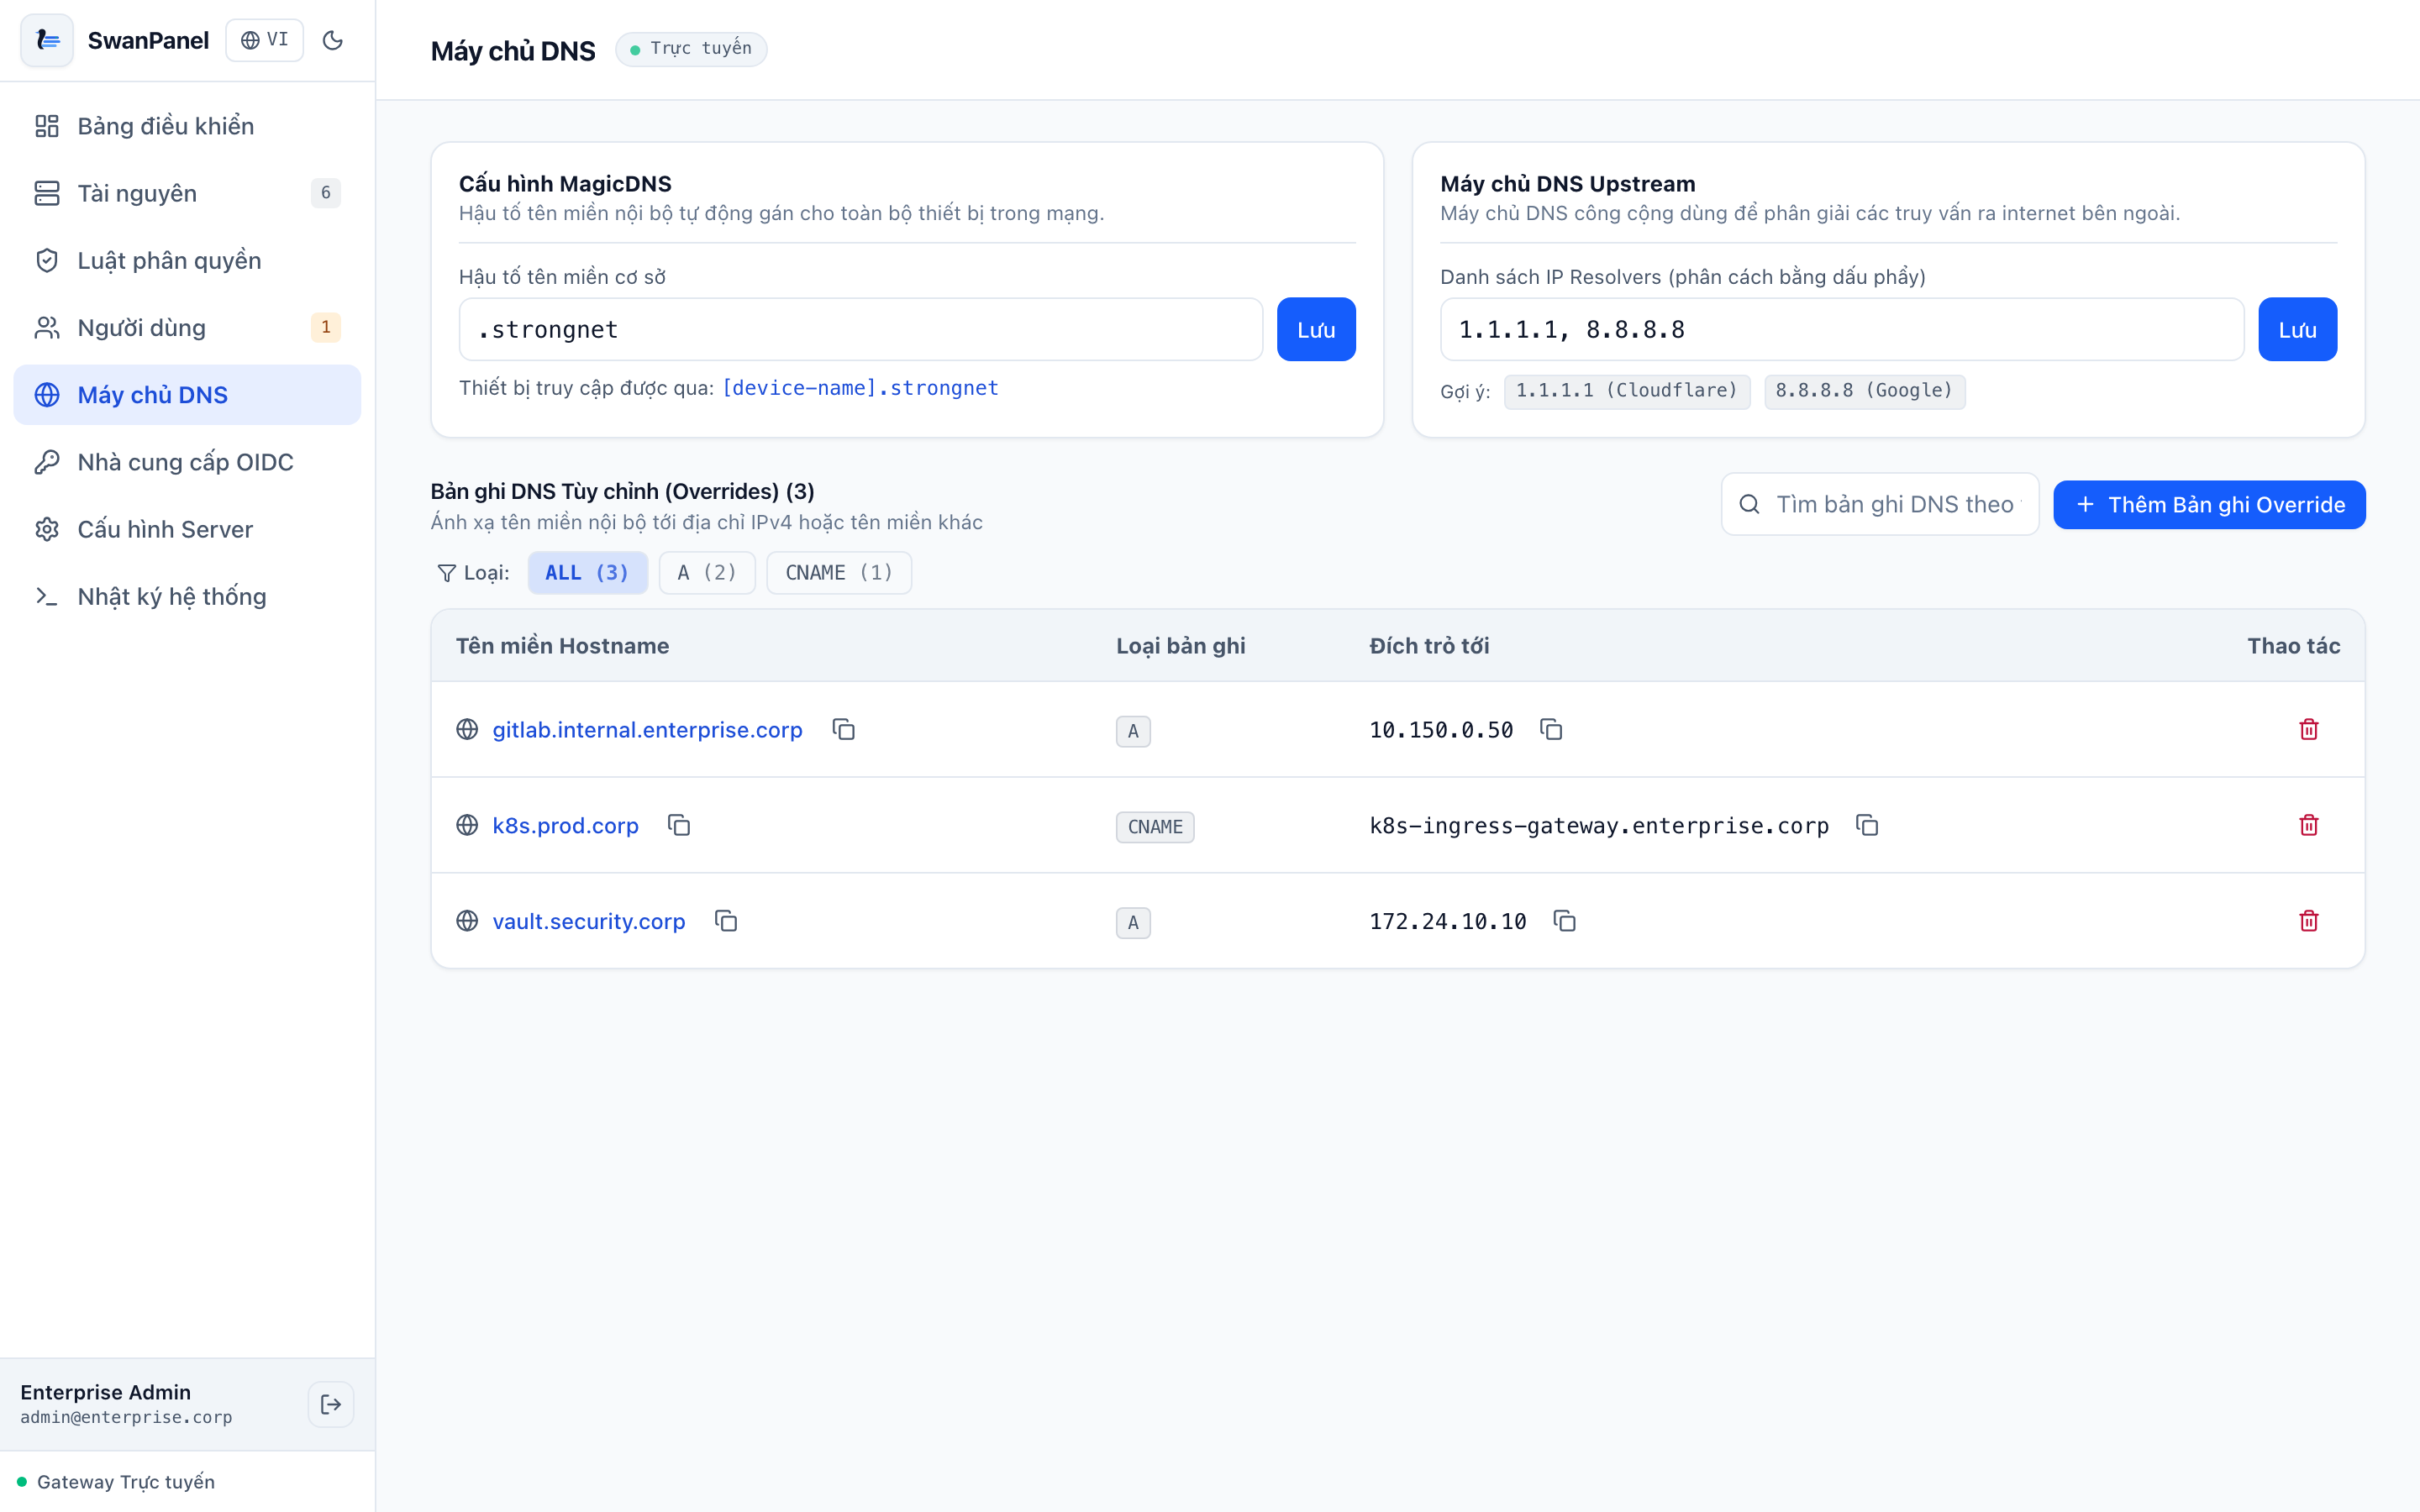 SwanPanel
VI
Bảng điều khiển
Tài nguyên 6
Luật phân quyền
Người dùng 1
Máy chủ DNS
Nhà cung cấp OIDC
Cấu hình Server
Nhật ký hệ thống
Enterprise Admin
admin@enterprise.corp
Gateway Trực tuyến
Máy chủ DNS
Trực tuyến
Cấu hình MagicDNS
Hậu tố tên miền nội bộ tự động gán cho toàn bộ thiết bị trong mạng.
Hậu tố tên miền cơ sở
.strongnet
Lưu
Thiết bị truy cập được qua: [device-name].strongnet
Máy chủ DNS Upstream
Máy chủ DNS công cộng dùng để phân giải các truy vấn ra internet bên ngoài.
Danh sách IP Resolvers (phân cách bằng dấu phẩy)
1.1.1.1, 8.8.8.8
Lưu
Gợi ý: 1.1.1.1 (Cloudflare) 8.8.8.8 (Google)
Bản ghi DNS Tùy chỉnh (Overrides) (3)
Ánh xạ tên miền nội bộ tới địa chỉ IPv4 hoặc tên miền khác
Tìm bản ghi DNS theo
Thêm Bản ghi Override
Loại: ALL (3) A (2) CNAME (1)
Tên miền Hostname Loại bản ghi Đích trỏ tới Thao tác
gitlab.internal.enterprise.corp A 10.150.0.50
k8s.prod.corp CNAME k8s-ingress-gateway.enterprise.corp
vault.security.corp A 172.24.10.10